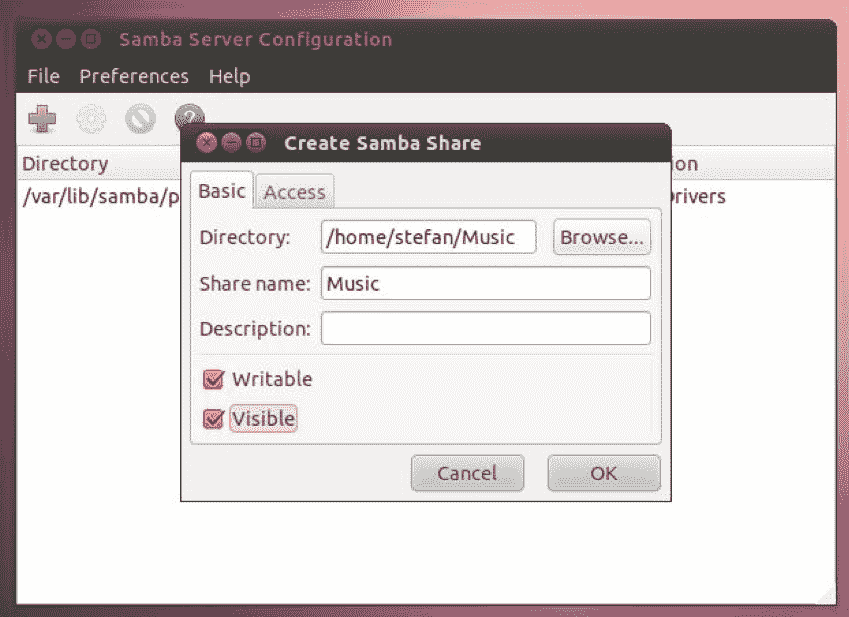 Samba Server Configuration
File Preferences Help
Create Samba Share
Directory
/var/lib/samba/p
Drivers
Basic Access
Directory: /home/stefan/Music Browse...
Share name: Music
Description:
Writable
Visible
Cancel OK